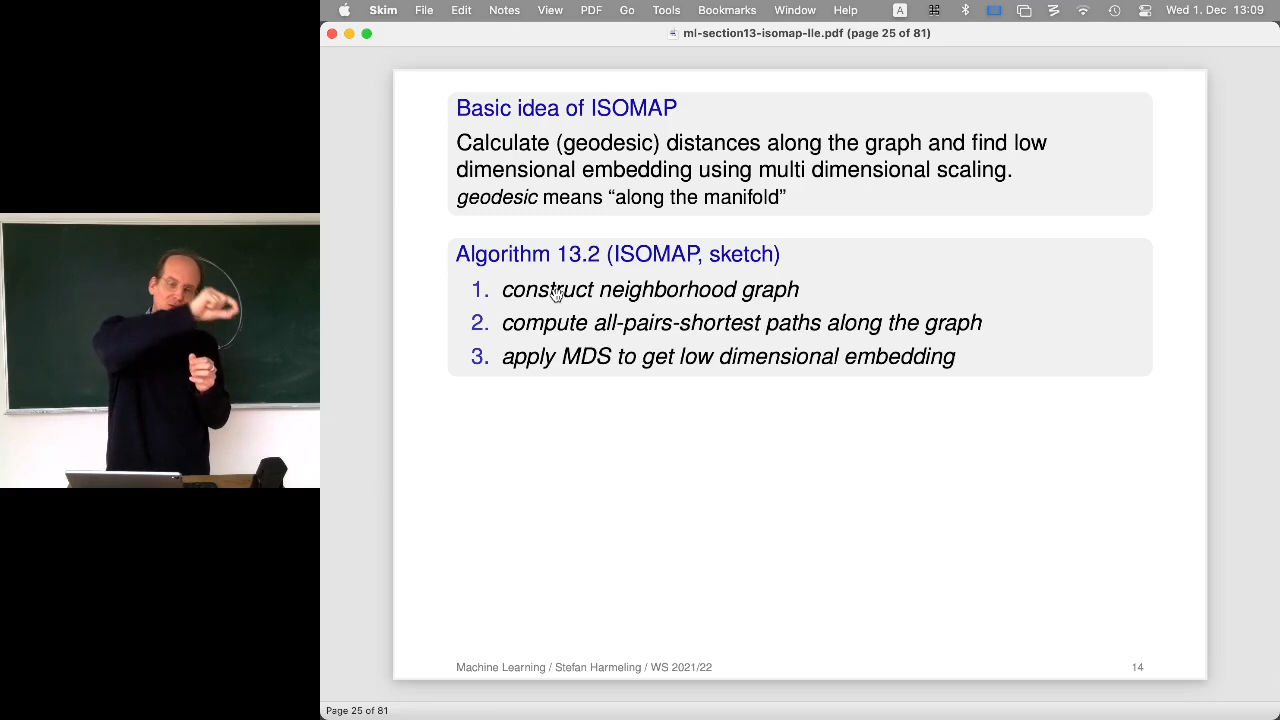 Skim File Edit Notes View PDF Go Tools Bookmarks Window Help A Wed 1. Dec 13:09
ml-section13-isomap-lle.pdf (page 25 of 81)
Basic idea of ISOMAP
Calculate (geodesic) distances along the graph and find low
dimensional embedding using multi dimensional scaling.
geodesic means “along the manifold”
Algorithm 13.2 (ISOMAP, sketch)
1. construct neighborhood graph
2. compute all-pairs-shortest paths along the graph
3. apply MDS to get low dimensional embedding
Machine Learning / Stefan Harmeling / WS 2021/22 14
Page 25 of 81